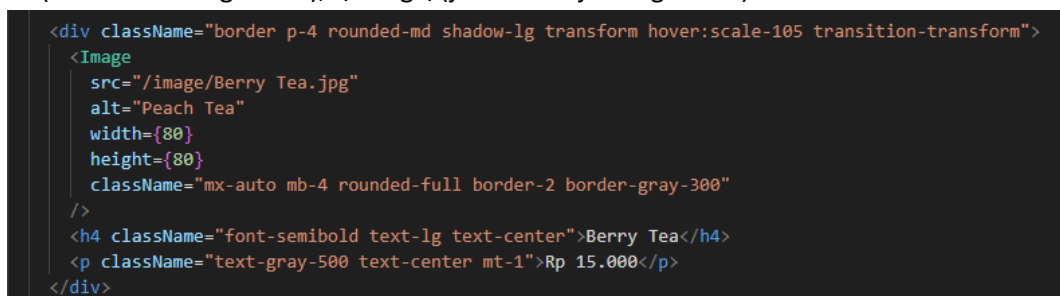 <div className="border p-4 rounded-md shadow-lg transform hover:scale-105 transition-transform">
<Image
src="/image/Berry Tea.jpg"
alt="Peach Tea"
width={80}
height={80}
className="mx-auto mb-4 rounded-full border-2 border-gray-300"
/>
<h4 className="font-semibold text-lg text-center">Berry Tea</h4>
<p className="text-gray-500 text-center mt-1">Rp 15.000</p>
</div>